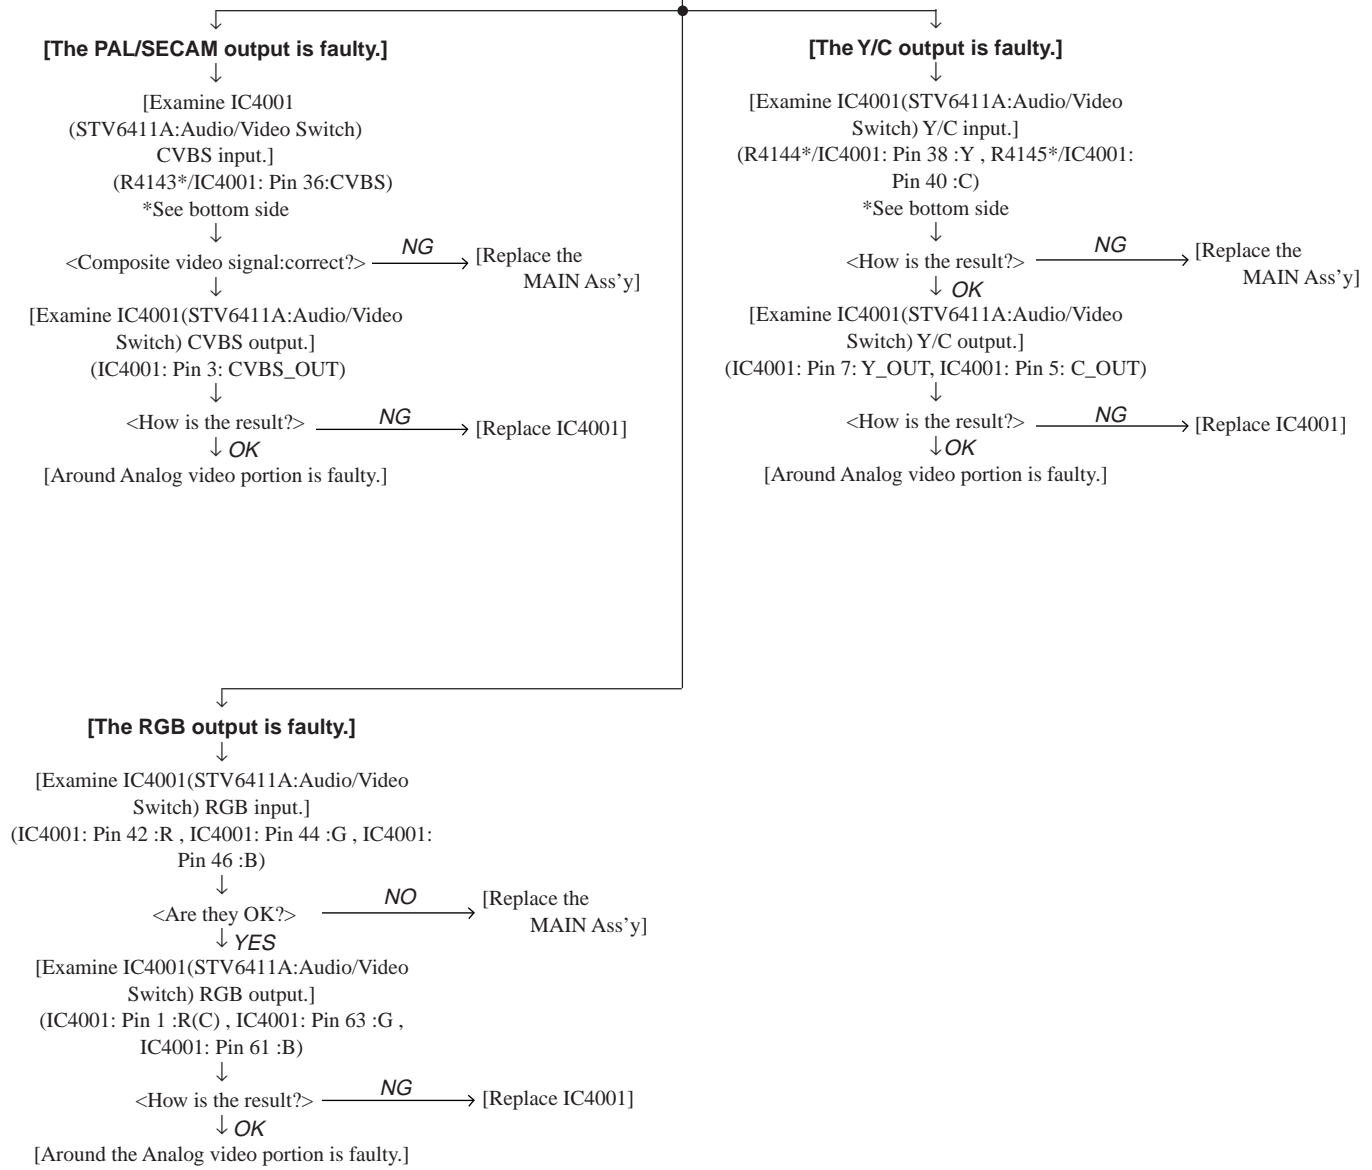 [The PAL/SECAM output is faulty.]
[Examine IC4001
(STV6411A:Audio/Video Switch)
CVBS input.]
(R4143*/IC4001: Pin 36:CVBS)
*See bottom side
<Composite video signal:correct?>
NG
[Replace the
MAIN Ass’y]
[Examine IC4001(STV6411A:Audio/Video
Switch) CVBS output.]
(IC4001: Pin 3: CVBS_OUT)
<How is the result?>
NG
[Replace IC4001]
OK
[Around Analog video portion is faulty.]
[The Y/C output is faulty.]
[Examine IC4001(STV6411A:Audio/Video
Switch) Y/C input.]
(R4144*/IC4001: Pin 38 :Y , R4145*/IC4001:
Pin 40 :C)
*See bottom side
<How is the result?>
NG
[Replace the
MAIN Ass’y]
OK
[Examine IC4001(STV6411A:Audio/Video
Switch) Y/C output.]
(IC4001: Pin 7: Y_OUT, IC4001: Pin 5: C_OUT)
<How is the result?>
NG
[Replace IC4001]
OK
[Around Analog video portion is faulty.]
[The RGB output is faulty.]
[Examine IC4001(STV6411A:Audio/Video
Switch) RGB input.]
(IC4001: Pin 42 :R , IC4001: Pin 44 :G , IC4001:
Pin 46 :B)
<Are they OK?>
NO
[Replace the
MAIN Ass’y]
YES
[Examine IC4001(STV6411A:Audio/Video
Switch) RGB output.]
(IC4001: Pin 1 :R(C) , IC4001: Pin 63 :G ,
IC4001: Pin 61 :B)
<How is the result?>
NG
[Replace IC4001]
OK
[Around the Analog video portion is faulty.]